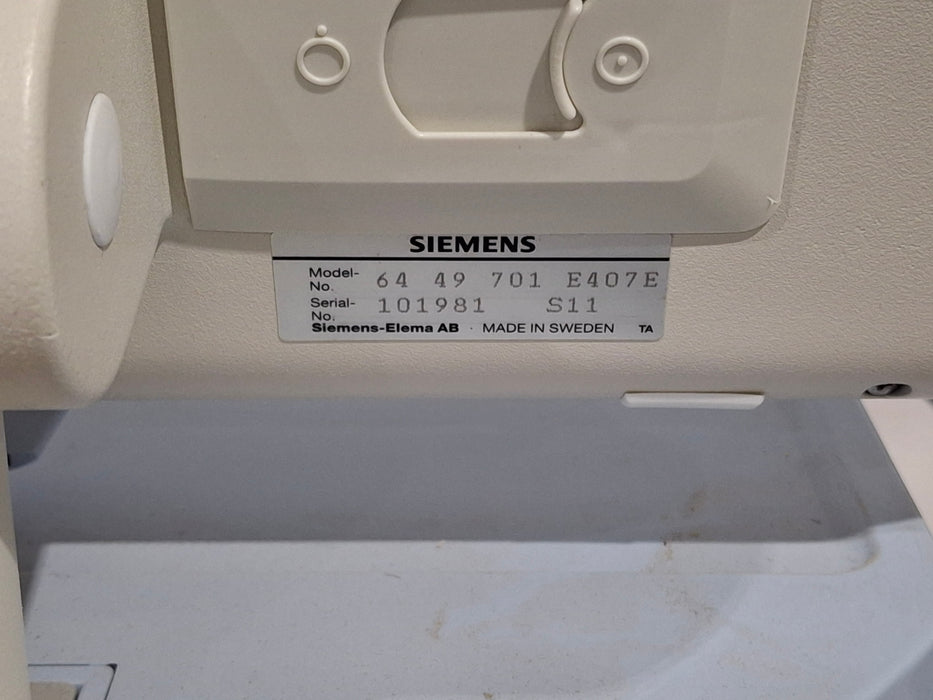 SIEMENS
Model-No. 64 49 701 E407E
Serial-No. 101981 S11
Siemens-Elema AB · MADE IN SWEDEN TA